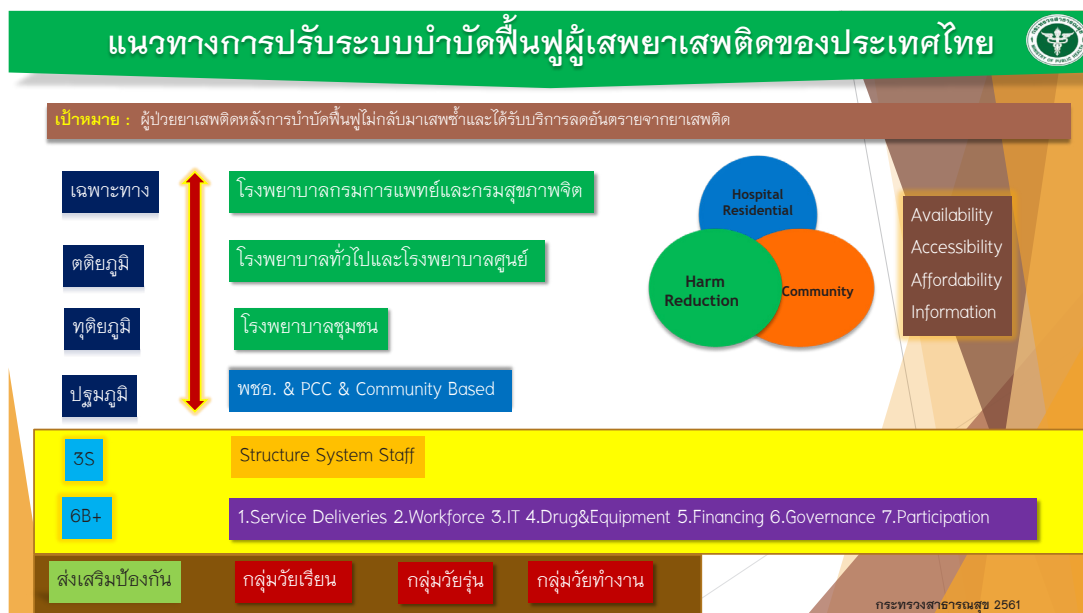 แนวทางการปรับระบบบำบัดฟื้นฟูผู้เสพยาเสพติดของประเทศไทย
เป้าหมาย : ผู้ป่วยยาเสพติดหลังการบำบัดฟื้นฟูไม่กลับมาเสพซ้ำและได้รับบริการลดอันตรายจากยาเสพติด
เฉพาะทาง
โรงพยาบาลกรมการแพทย์และกรมสุขภาพจิต
ตติยภูมิ
โรงพยาบาลทั่วไปและโรงพยาบาลศูนย์
ทุติยภูมิ
โรงพยาบาลชุมชน
ปฐมภูมิ
พชอ. & PCC & Community Based
Hospital
Residential
Harm
Reduction
Community
Availability
Accessibility
Affordability
Information
3S
Structure System Staff
6B+
1.Service Deliveries 2.Workforce 3.IT 4.Drug&Equipment 5.Financing 6.Governance 7.Participation
ส่งเสริมป้องกัน
กลุ่มวัยเรียน
กลุ่มวัยรุ่น
กลุ่มวัยทำงาน
กระทรวงสาธารณสุข 2561